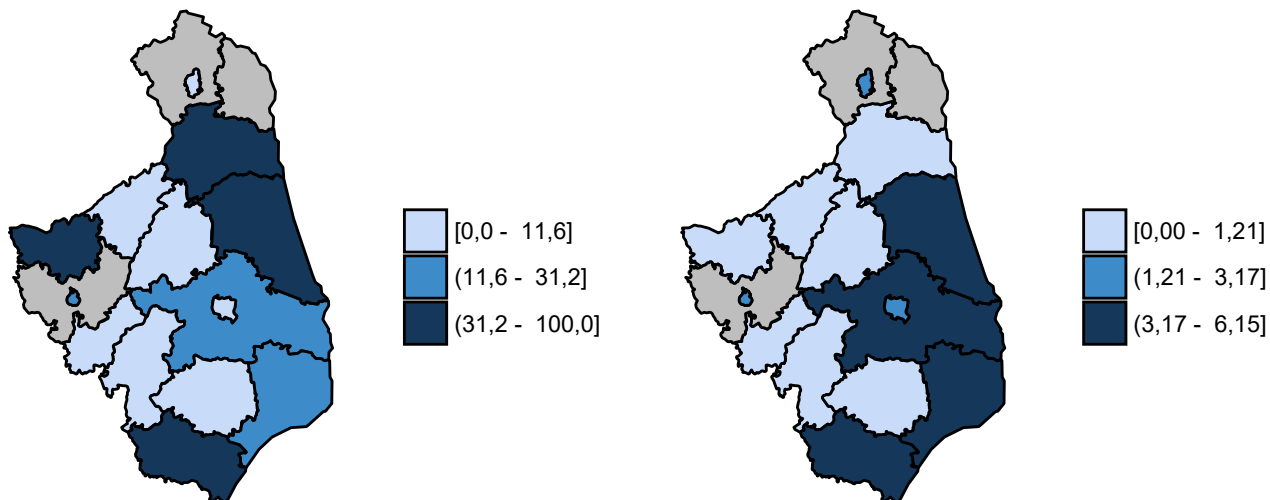 [0,0 - 11,6]
(11,6 - 31,2]
(31,2 - 100,0]
[0,00 - 1,21]
(1,21 - 3,17]
(3,17 - 6,15]